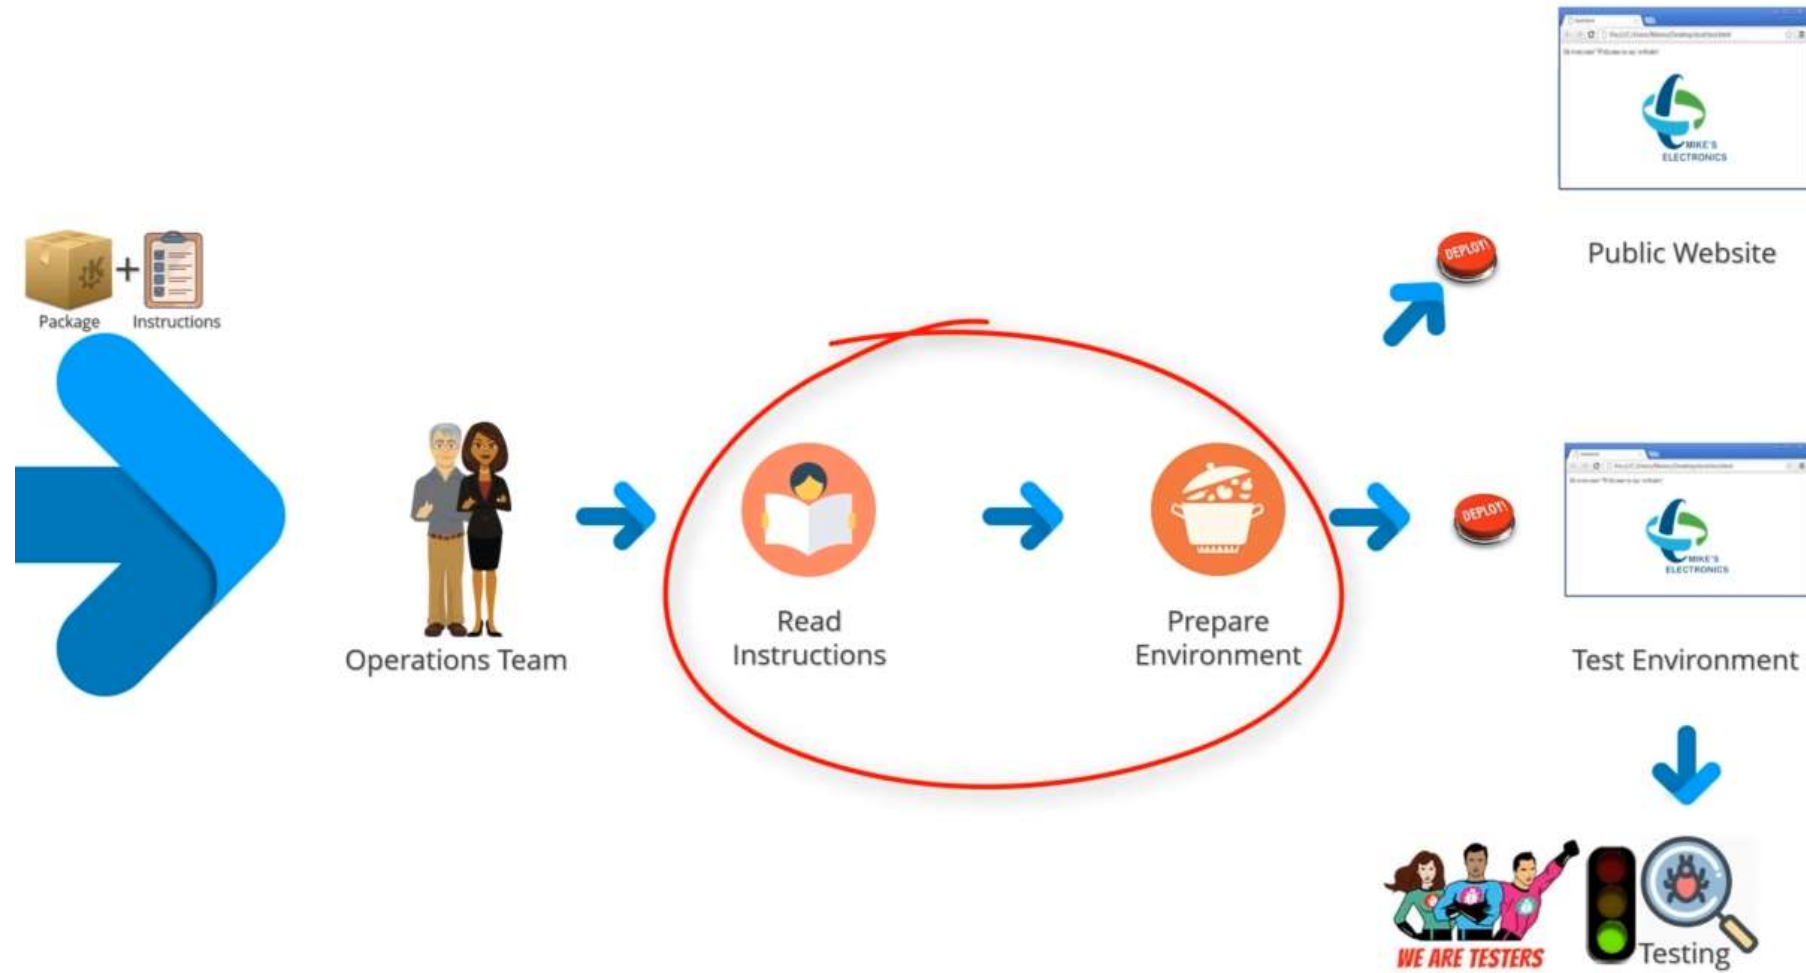 Package
Instructions
Operations Team
Read
Instructions
Prepare
Environment
DEPLOY!
MIKE'S
ELECTRONICS
Public Website
DEPLOY!
MIKE'S
ELECTRONICS
Test Environment
WE ARE TESTERS
Testing